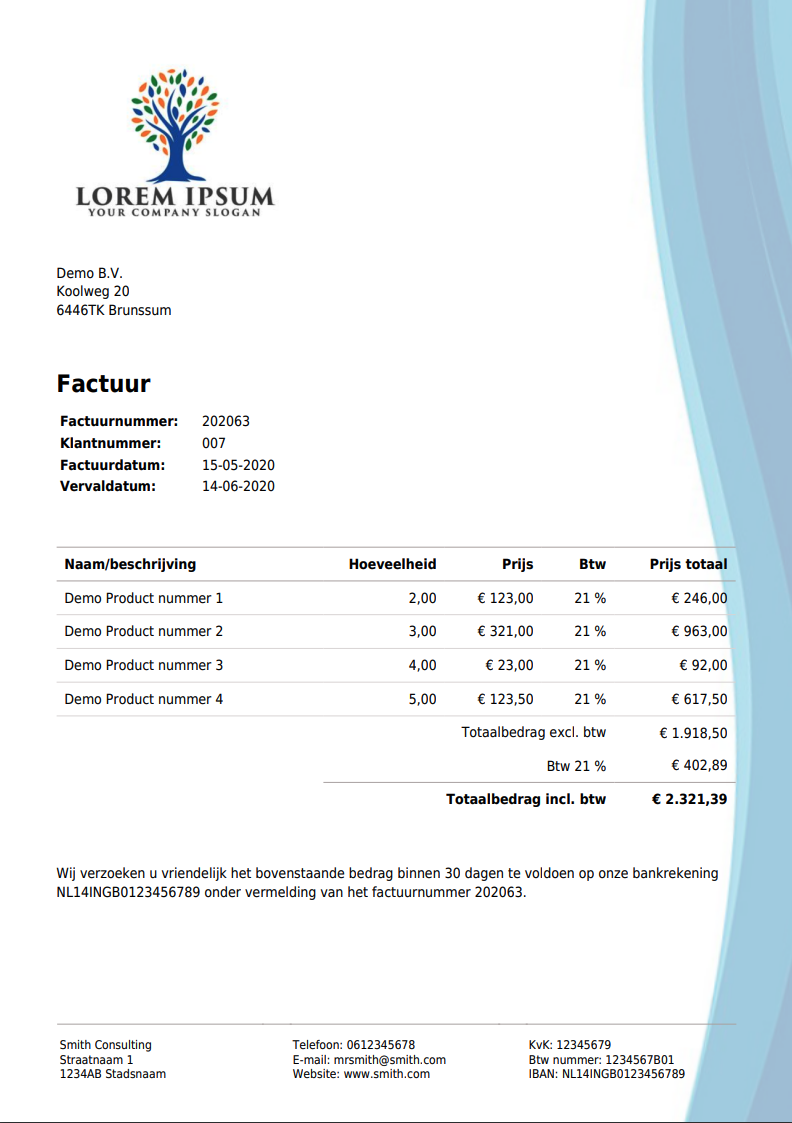 LOREM IPSUM
YOUR COMPANY SLOGAN
Demo B.V.
Koolweg 20
6446TK Brunssum
Factuur
Factuurnummer: 202063
Klantnummer: 007
Factuurdatum: 15-05-2020
Vervaldatum: 14-06-2020
Naam/beschrijving Hoeveelheid Prijs Btw Prijs totaal
Demo Product nummer 1 2,00 € 123,00 21 % € 246,00
Demo Product nummer 2 3,00 € 321,00 21 % € 963,00
Demo Product nummer 3 4,00 € 23,00 21 % € 92,00
Demo Product nummer 4 5,00 € 123,50 21 % € 617,50
Totaalbedrag excl. btw € 1.918,50
Btw 21 % € 402,89
Totaalbedrag incl. btw € 2.321,39
Wij verzoeken u vriendelijk het bovenstaande bedrag binnen 30 dagen te voldoen op onze bankrekening
NL14INGB0123456789 onder vermelding van het factuurnummer 202063.
Smith Consulting Telefoon: 0612345678 KvK: 12345679
Straatnaam 1 E-mail: mrsmith@smith.com Btw nummer: 1234567B01
1234AB Stadsnaam Website: www.smith.com IBAN: NL14INGB0123456789